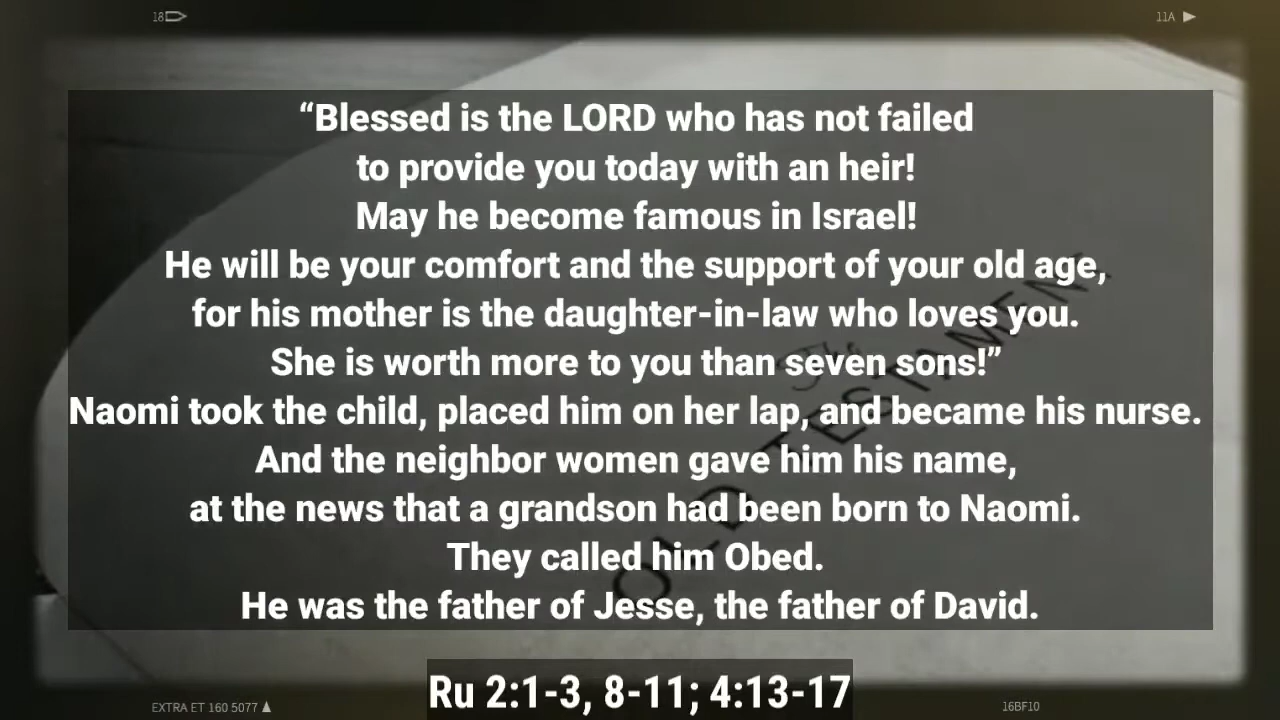 18
11A
“Blessed is the LORD who has not failed
to provide you today with an heir!
May he become famous in Israel!
He will be your comfort and the support of your old age,
for his mother is the daughter-in-law who loves you.
She is worth more to you than seven sons!”
Naomi took the child, placed him on her lap, and became his nurse.
And the neighbor women gave him his name,
at the news that a grandson had been born to Naomi.
They called him Obed.
He was the father of Jesse, the father of David.
OLD TESTAMENT
Ru 2:1-3, 8-11; 4:13-17
EXTRA ET 160 5077
16BF10